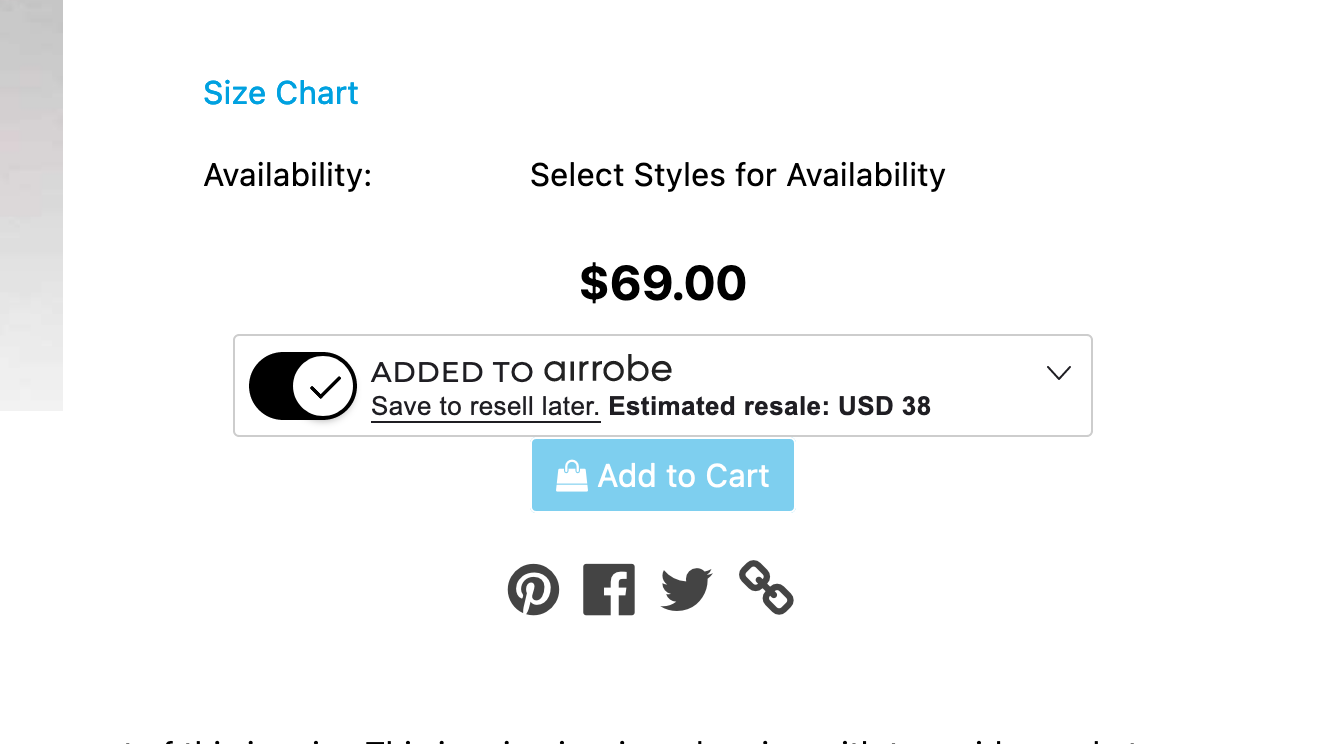 Size Chart
Availability: Select Styles for Availability
$69.00
ADDED TO airrobe
Save to resell later. Estimated resale: USD 38
Add to Cart